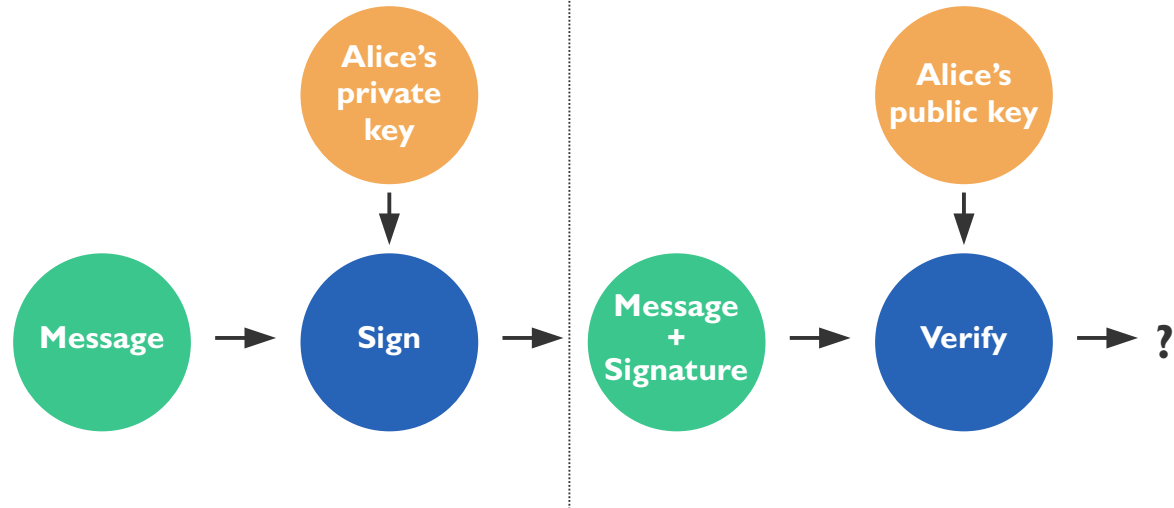 Alice’s
private
key
Alice’s
public key
Message
Sign
Message
+
Signature
Verify
?